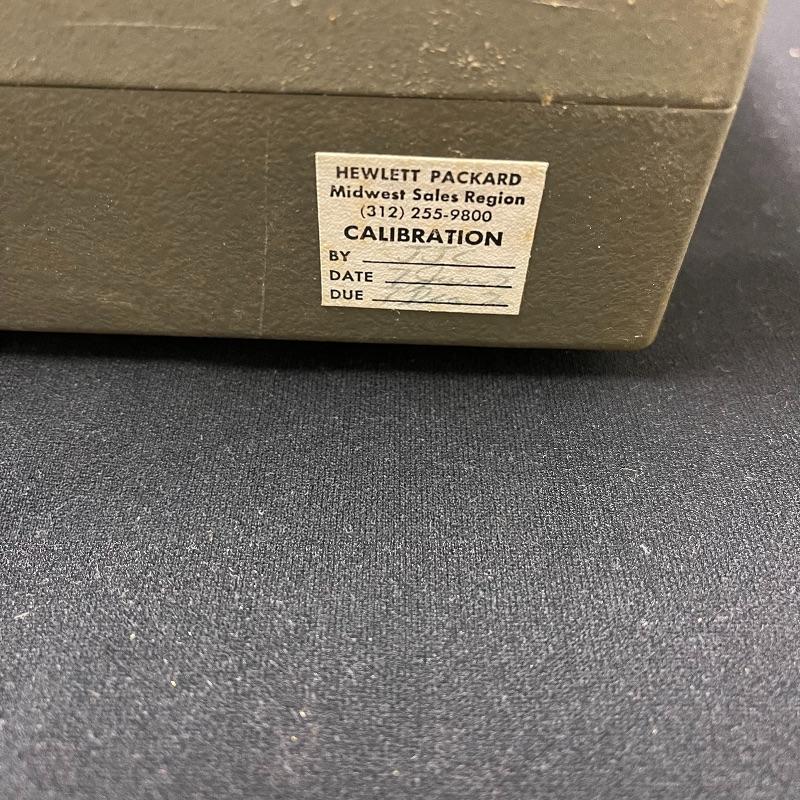 HEWLETT PACKARD
Midwest Sales Region
(312) 255-9800
CALIBRATION
BY
DATE
DUE